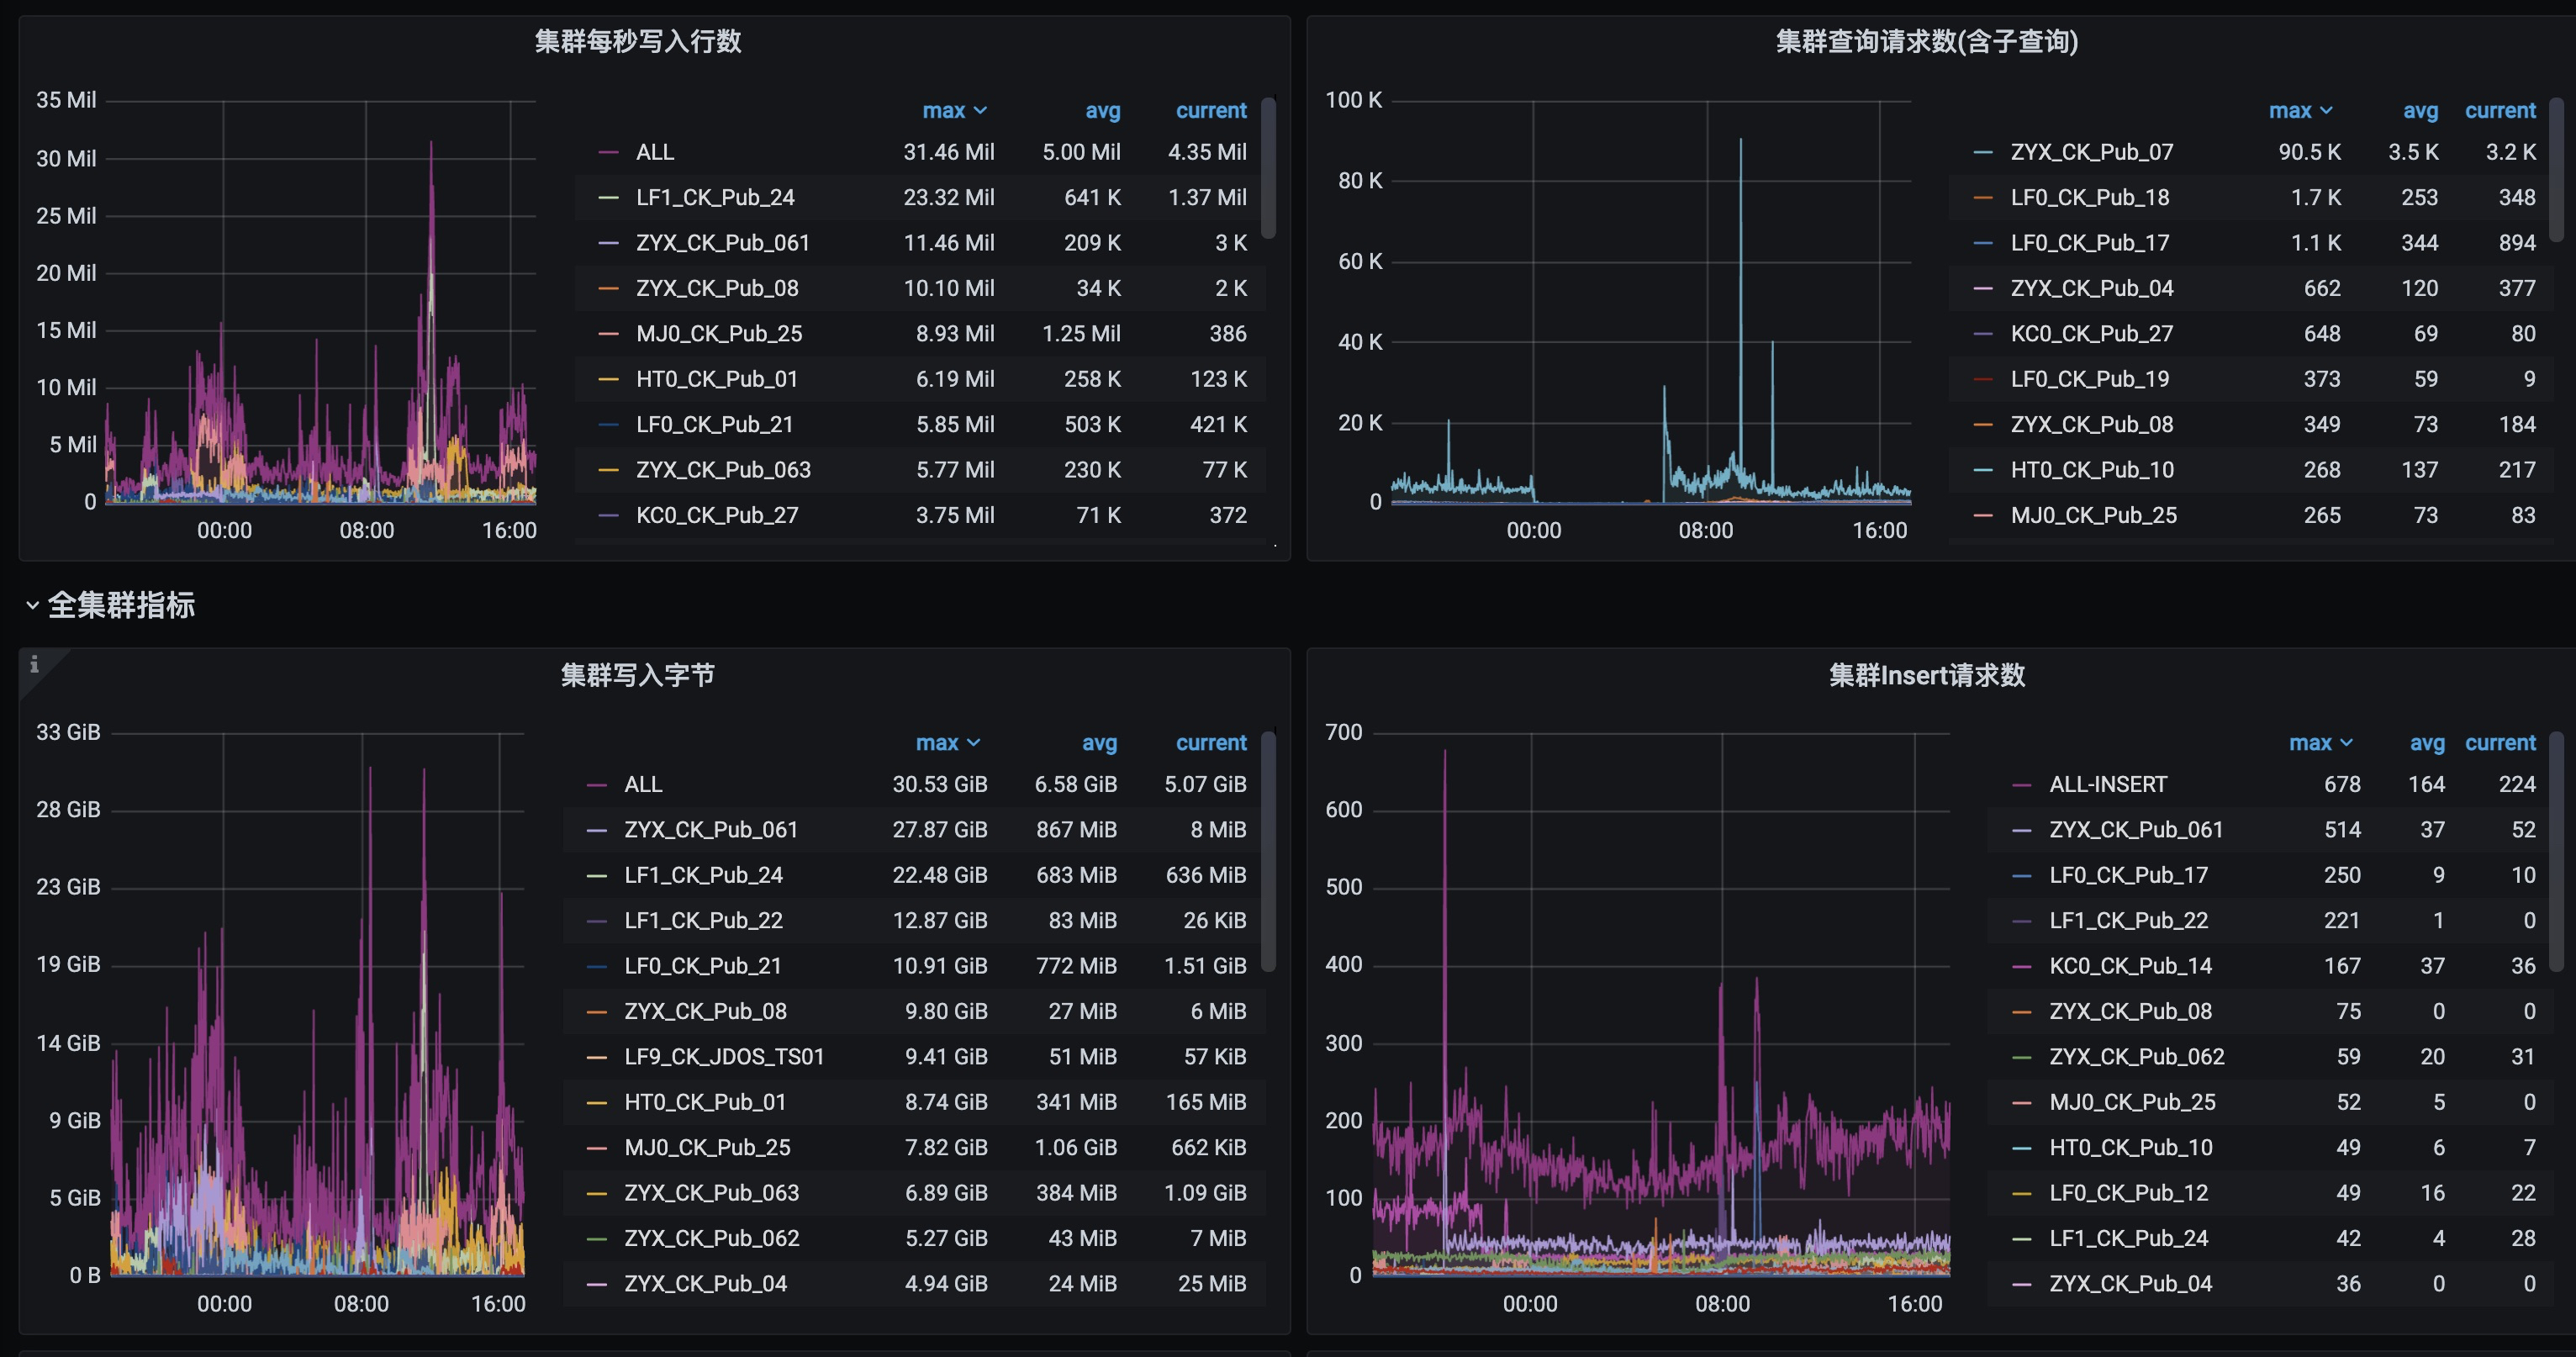 集群每秒写入行数
35 Mil
30 Mil
25 Mil
20 Mil
15 Mil
10 Mil
5 Mil
0
00:00 08:00 16:00
max avg current
ALL 31.46 Mil 5.00 Mil 4.35 Mil
LF1_CK_Pub_24 23.32 Mil 641 K 1.37 Mil
ZYX_CK_Pub_061 11.46 Mil 209 K 3 K
ZYX_CK_Pub_08 10.10 Mil 34 K 2 K
MJ0_CK_Pub_25 8.93 Mil 1.25 Mil 386
HT0_CK_Pub_01 6.19 Mil 258 K 123 K
LF0_CK_Pub_21 5.85 Mil 503 K 421 K
ZYX_CK_Pub_063 5.77 Mil 230 K 77 K
KC0_CK_Pub_27 3.75 Mil 71 K 372
集群查询请求数(含子查询)
100 K
80 K
60 K
40 K
20 K
0
00:00 08:00 16:00
max avg current
ZYX_CK_Pub_07 90.5 K 3.5 K 3.2 K
LF0_CK_Pub_18 1.7 K 253 348
LF0_CK_Pub_17 1.1 K 344 894
ZYX_CK_Pub_04 662 120 377
KC0_CK_Pub_27 648 69 80
LF0_CK_Pub_19 373 59 9
ZYX_CK_Pub_08 349 73 184
HT0_CK_Pub_10 268 137 217
MJ0_CK_Pub_25 265 73 83
全集群指标
i
集群写入字节
33 GiB
28 GiB
23 GiB
19 GiB
14 GiB
9 GiB
5 GiB
0 B
00:00 08:00 16:00
max avg current
ALL 30.53 GiB 6.58 GiB 5.07 GiB
ZYX_CK_Pub_061 27.87 GiB 867 MiB 8 MiB
LF1_CK_Pub_24 22.48 GiB 683 MiB 636 MiB
LF1_CK_Pub_22 12.87 GiB 83 MiB 26 KiB
LF0_CK_Pub_21 10.91 GiB 772 MiB 1.51 GiB
ZYX_CK_Pub_08 9.80 GiB 27 MiB 6 MiB
LF9_CK_JDOS_TS01 9.41 GiB 51 MiB 57 KiB
HT0_CK_Pub_01 8.74 GiB 341 MiB 165 MiB
MJ0_CK_Pub_25 7.82 GiB 1.06 GiB 662 KiB
ZYX_CK_Pub_063 6.89 GiB 384 MiB 1.09 GiB
ZYX_CK_Pub_062 5.27 GiB 43 MiB 7 MiB
ZYX_CK_Pub_04 4.94 GiB 24 MiB 25 MiB
集群Insert请求数
700
600
500
400
300
200
100
0
00:00 08:00 16:00
max avg current
ALL-INSERT 678 164 224
ZYX_CK_Pub_061 514 37 52
LF0_CK_Pub_17 250 9 10
LF1_CK_Pub_22 221 1 0
KC0_CK_Pub_14 167 37 36
ZYX_CK_Pub_08 75 0 0
ZYX_CK_Pub_062 59 20 31
MJ0_CK_Pub_25 52 5 0
HT0_CK_Pub_10 49 6 7
LF0_CK_Pub_12 49 16 22
LF1_CK_Pub_24 42 4 28
ZYX_CK_Pub_04 36 0 0